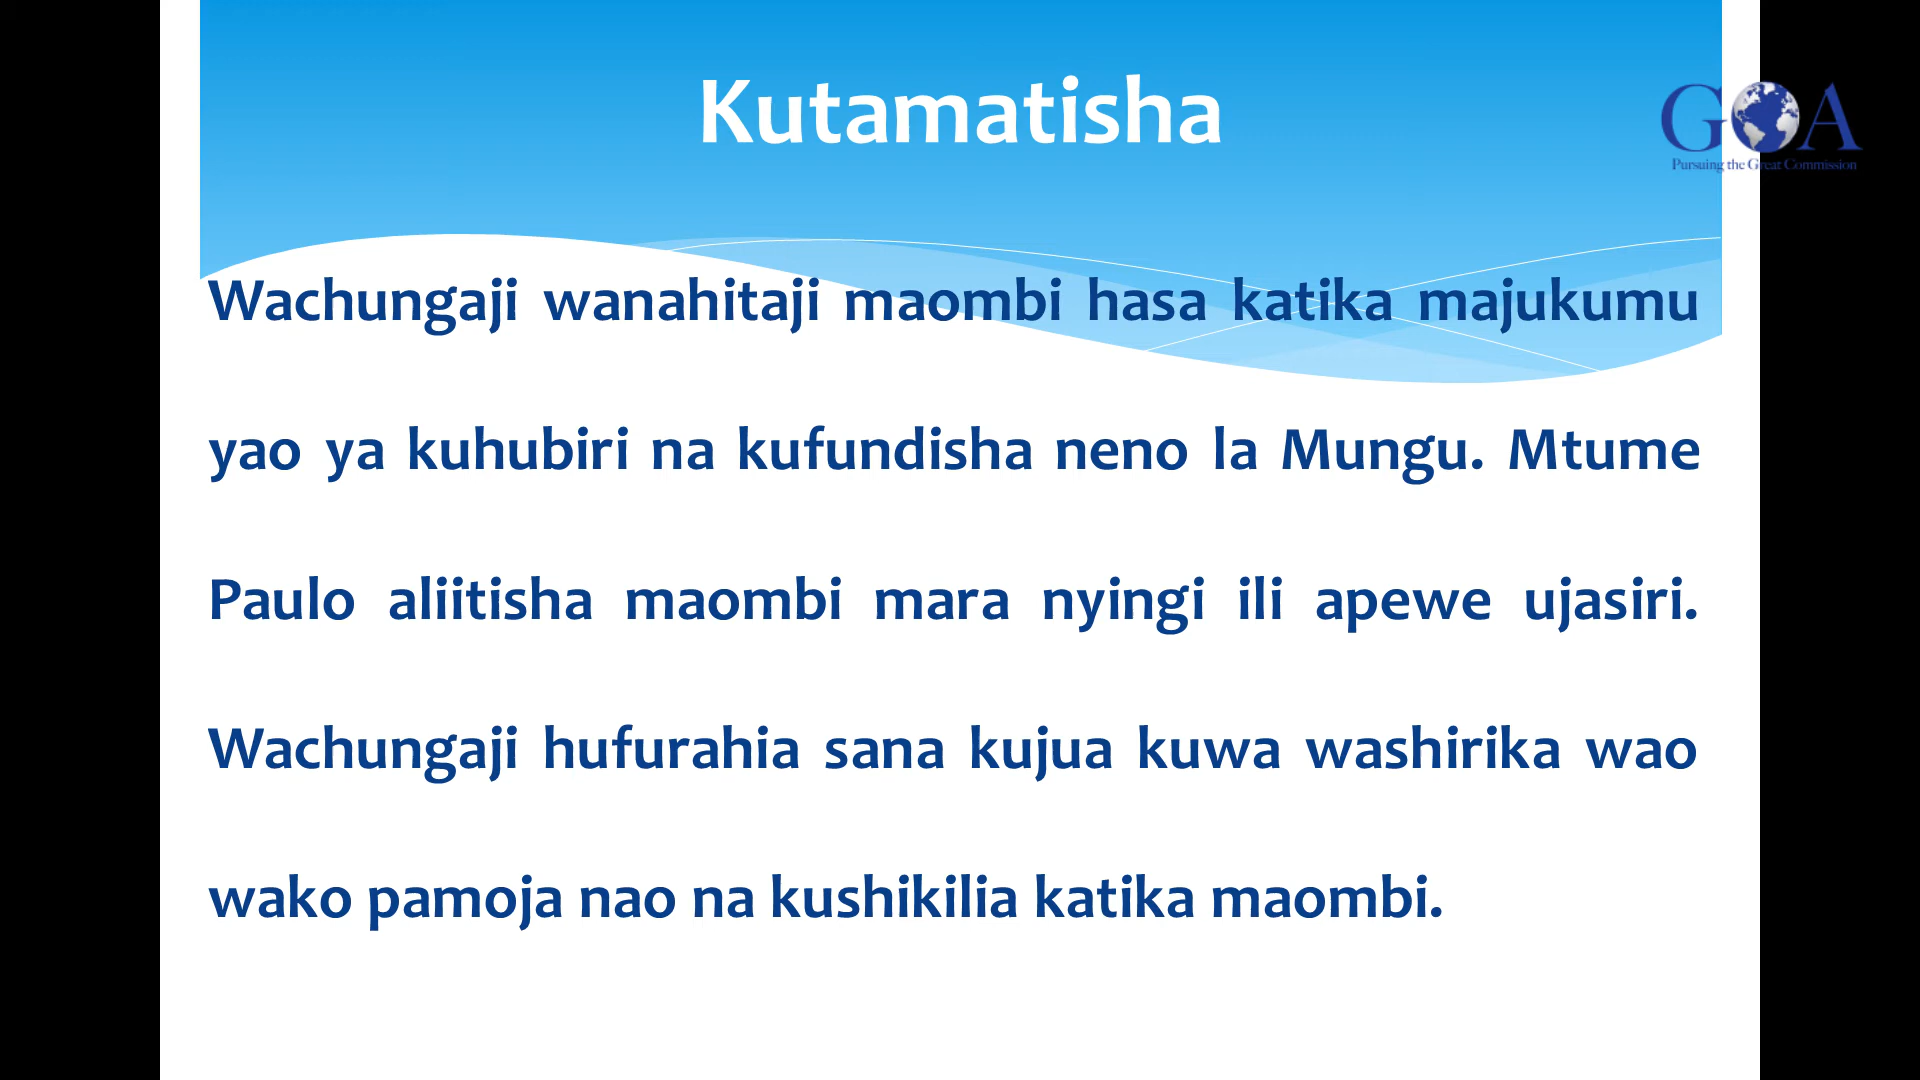 Kutamatisha
GOA
Pursuing the Great Commission
Wachungaji wanahitaji maombi hasa katika majukumu
yao ya kuhubiri na kufundisha neno la Mungu. Mtume
Paulo aliitisha maombi mara nyingi ili apewe ujasiri.
Wachungaji hufurahia sana kujua kuwa washirika wao
wako pamoja nao na kushikilia katika maombi.